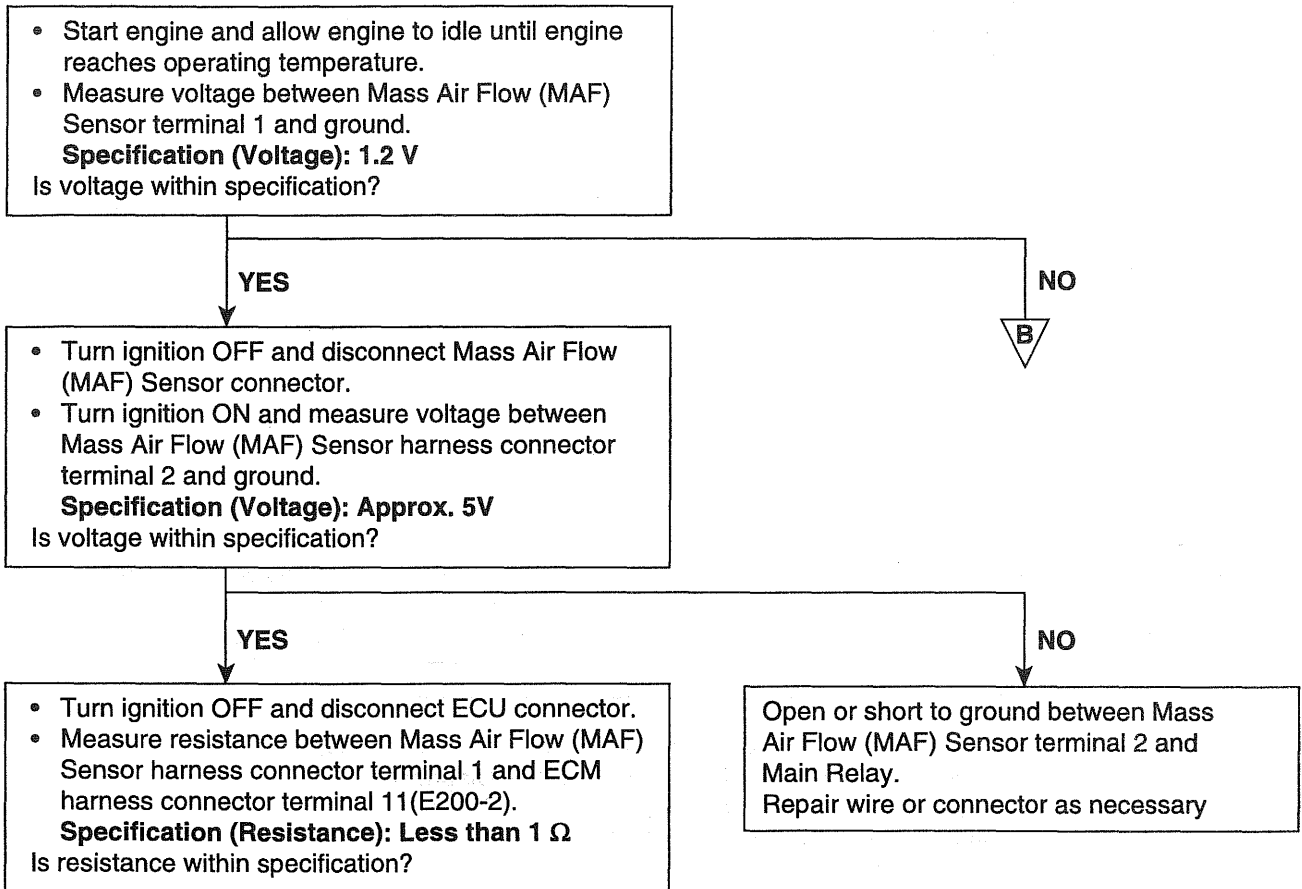 • Start engine and allow engine to idle until engine
reaches operating temperature.
• Measure voltage between Mass Air Flow (MAF)
Sensor terminal 1 and ground.
Specification (Voltage): 1.2 V
Is voltage within specification?
YES
NO
B
• Turn ignition OFF and disconnect Mass Air Flow
(MAF) Sensor connector.
• Turn ignition ON and measure voltage between
Mass Air Flow (MAF) Sensor harness connector
terminal 2 and ground.
Specification (Voltage): Approx. 5V
Is voltage within specification?
YES
NO
• Turn ignition OFF and disconnect ECU connector.
• Measure resistance between Mass Air Flow (MAF)
Sensor harness connector terminal 1 and ECM
harness connector terminal 11(E200-2).
Specification (Resistance): Less than 1 Ω
Is resistance within specification?
Open or short to ground between Mass
Air Flow (MAF) Sensor terminal 2 and
Main Relay.
Repair wire or connector as necessary